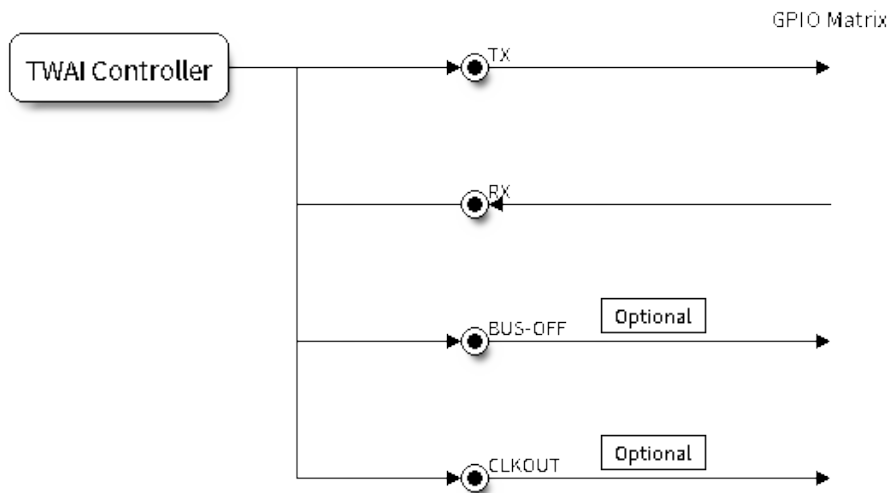 GPIO Matrix
TWAI Controller
TX
RX
BUS-OFF
Optional
CLKOUT
Optional